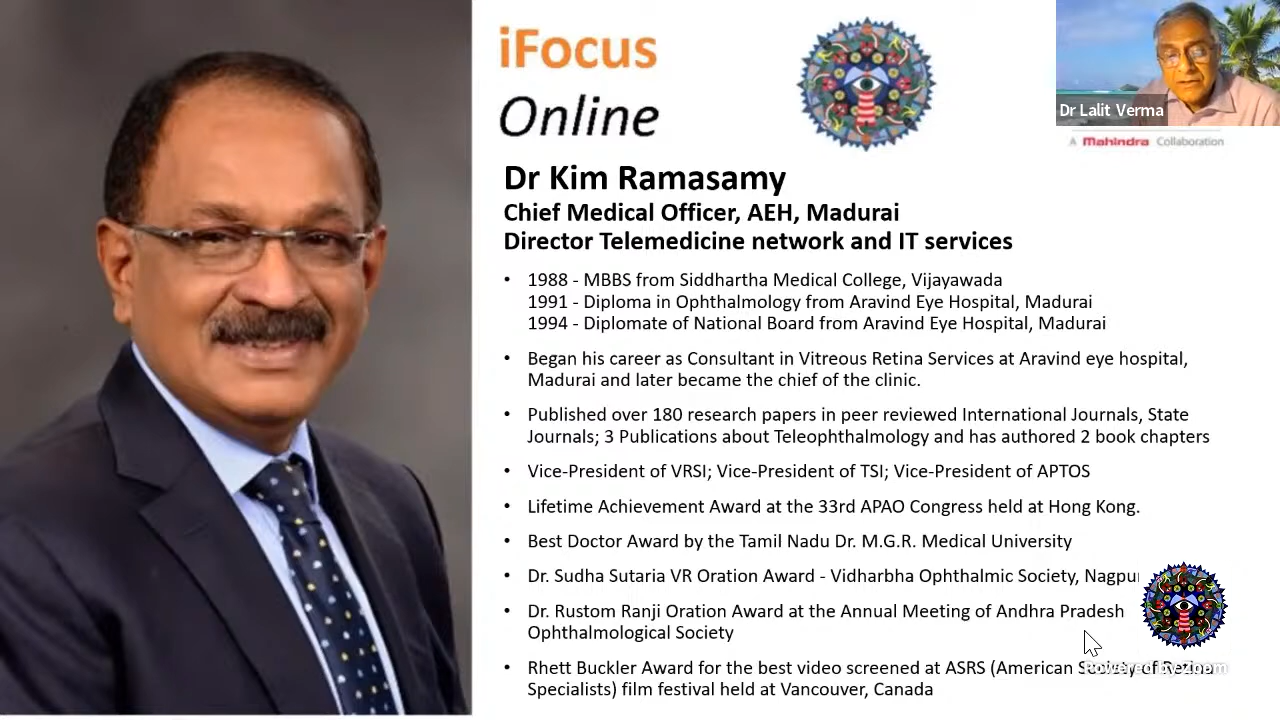 iFocus
Online
Dr Lalit Verma
A Mahindra Collaboration
Dr Kim Ramasamy
Chief Medical Officer, AEH, Madurai
Director Telemedicine network and IT services
• 1988 - MBBS from Siddhartha Medical College, Vijayawada
1991 - Diploma in Ophthalmology from Aravind Eye Hospital, Madurai
1994 - Diplomate of National Board from Aravind Eye Hospital, Madurai
• Began his career as Consultant in Vitreous Retina Services at Aravind eye hospital,
Madurai and later became the chief of the clinic.
• Published over 180 research papers in peer reviewed International Journals, State
Journals; 3 Publications about Teleophthalmology and has authored 2 book chapters
• Vice-President of VRSI; Vice-President of TSI; Vice-President of APTOS
• Lifetime Achievement Award at the 33rd APAO Congress held at Hong Kong.
• Best Doctor Award by the Tamil Nadu Dr. M.G.R. Medical University
• Dr. Sudha Sutaria VR Oration Award - Vidharbha Ophthalmic Society, Nagpur
• Dr. Rustom Ranji Oration Award at the Annual Meeting of Andhra Pradesh
Ophthalmological Society
• Rhett Buckler Award for the best video screened at ASRS (American Society of Retina
Specialists) film festival held at Vancouver, Canada
Powered by Zoom